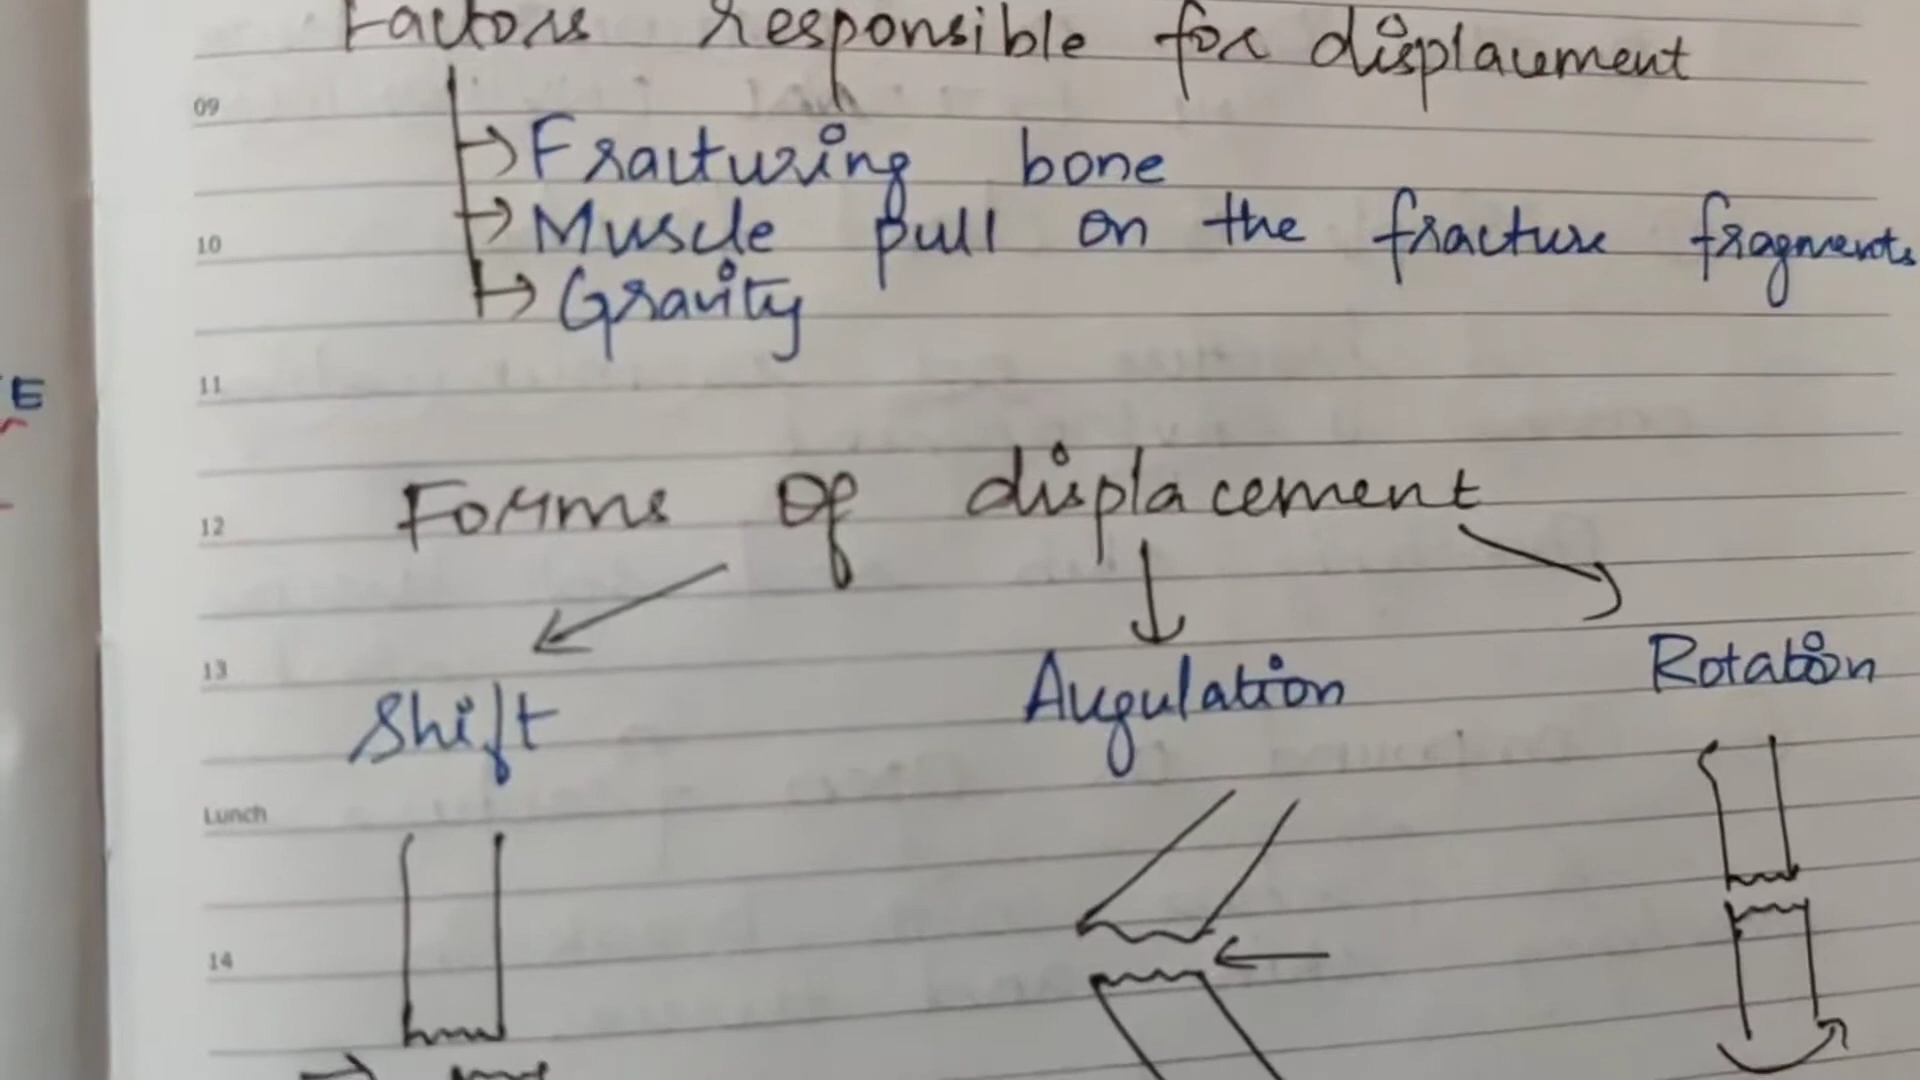 Factors responsible for displacement
09
Fracturing bone
Muscle pull on the fracture fragments
10
Gravity
11
E
Forms Of displacement
12
13
Shift Angulation Rotation
Lunch
14